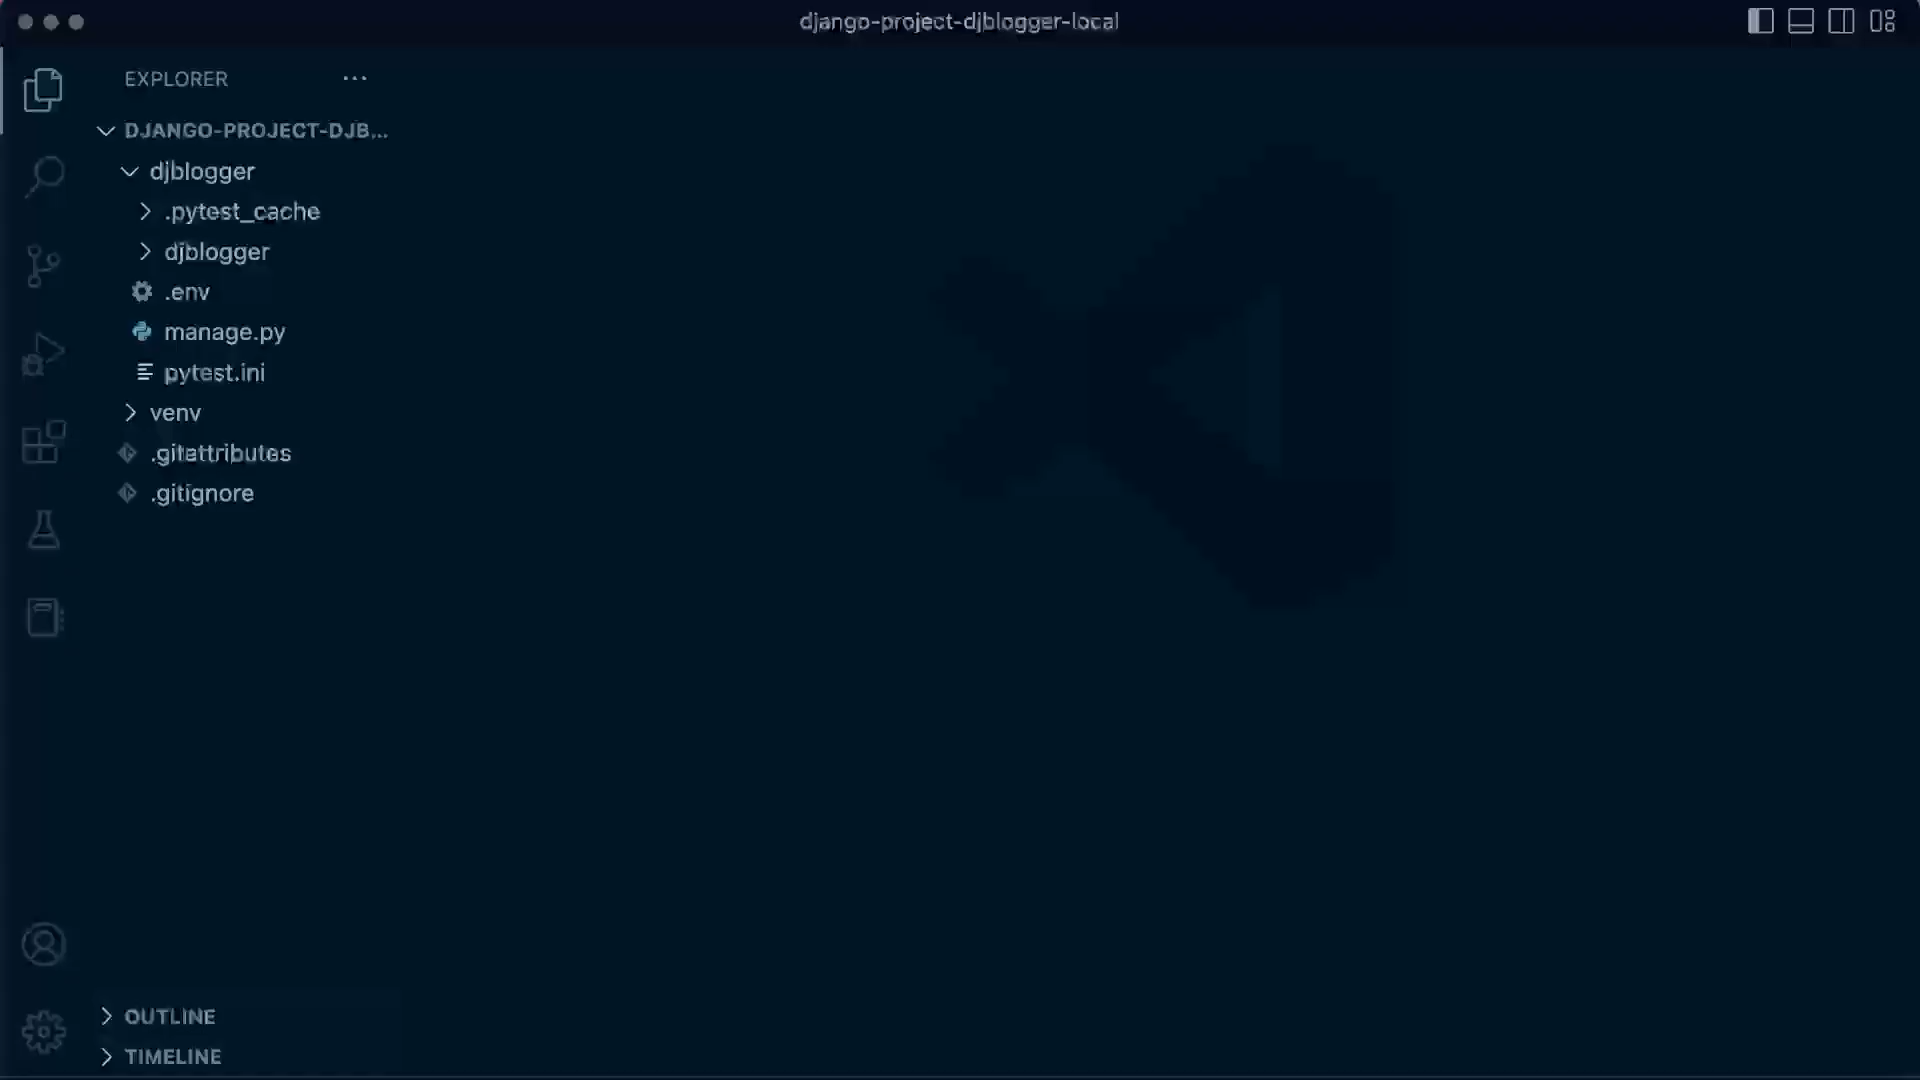 django-project-djblogger-local
EXPLORER
DJANGO-PROJECT-DJB...
djblogger
.pytest_cache
djblogger
.env
manage.py
pytest.ini
venv
.gitattributes
.gitignore
OUTLINE
TIMELINE